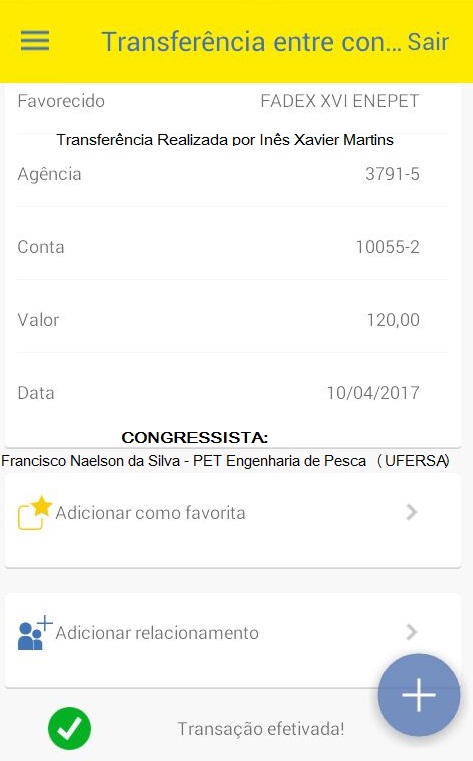 Transferência entre con... Sair
Favorecido FADEX XVI ENEPET
Transferência Realizada por Inês Xavier Martins
Agência 3791-5
Conta 10055-2
Valor 120,00
Data 10/04/2017
CONGRESSISTA:
Francisco Naelson da Silva - PET Engenharia de Pesca (UFERSA)
Adicionar como favorita
Adicionar relacionamento
Transação efetivada!